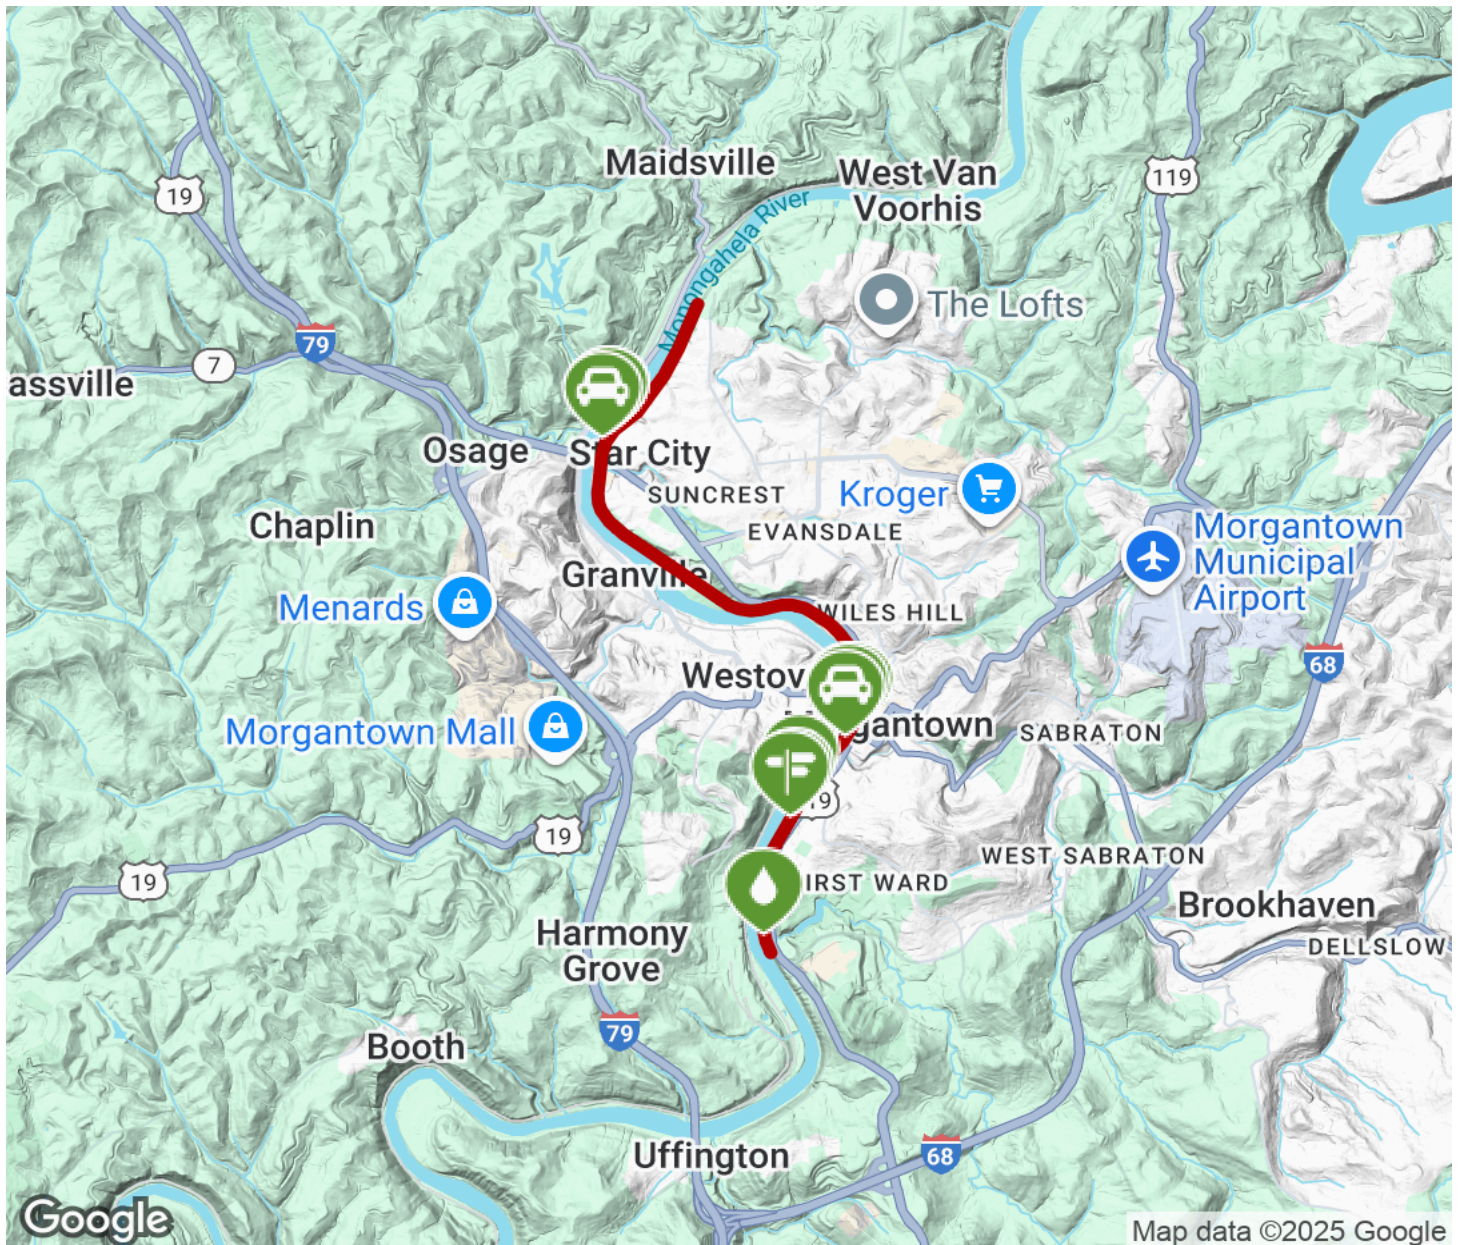 Maidsville
West Van
Voorhis
119
19
Monongahela River
The Lofts
79
7
assville
Osage
Star City
SUNCREST
Kroger
Chaplin
EVANSDALE
Morgantown
Municipal
Airport
Granville
Menards
WILES HILL
68
Westov
Morgantown Mall
gantown
SABRATON
19
19
19
WEST SABRATON
IRST WARD
Brookhaven
Harmony
Grove
DELLSLOW
79
Booth
Uffington
68
Google
Map data ©2025 Google